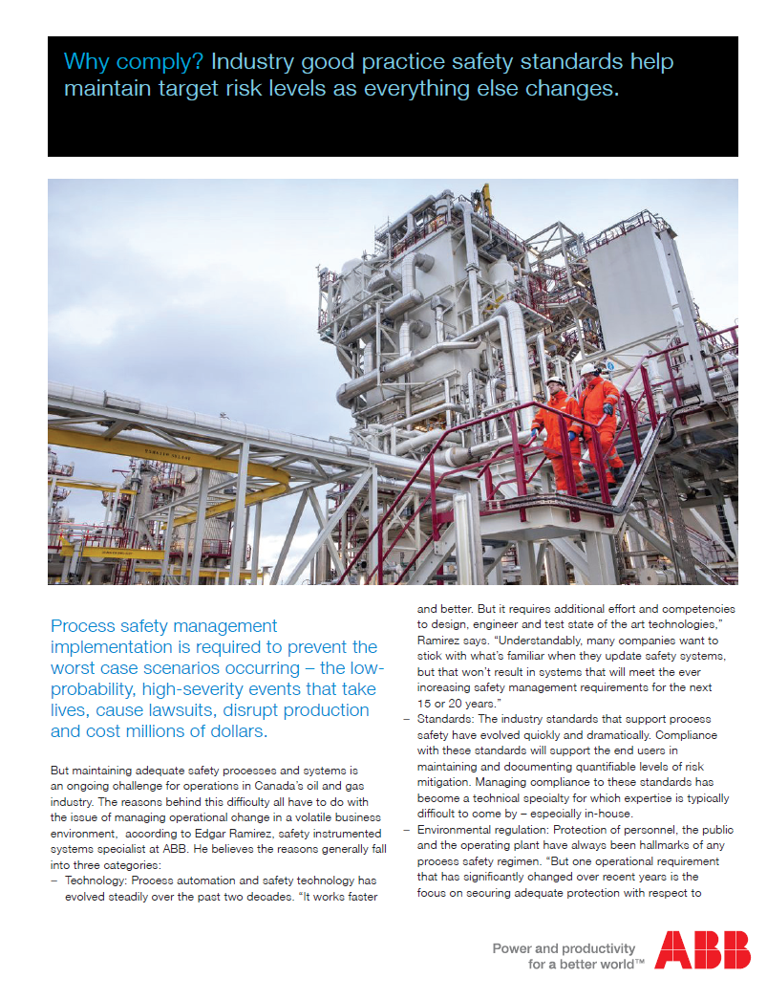 Why comply? Industry good practice safety standards help
maintain target risk levels as everything else changes.
Process safety management
implementation is required to prevent the
worst case scenarios occurring – the low-
probability, high-severity events that take
lives, cause lawsuits, disrupt production
and cost millions of dollars.
But maintaining adequate safety processes and systems is
an ongoing challenge for operations in Canada's oil and gas
industry. The reasons behind this difficulty all have to do with
the issue of managing operational change in a volatile business
environment,  according to Edgar Ramirez, safety instrumented
systems specialist at ABB. He believes the reasons generally fall
into three categories:
– Technology: Process automation and safety technology has
evolved steadily over the past two decades. “It works faster
and better. But it requires additional effort and competencies
to design, engineer and test state of the art technologies,”
Ramirez says. “Understandably, many companies want to
stick with what's familiar when they update safety systems,
but that won't result in systems that will meet the ever
increasing safety management requirements for the next
15 or 20 years.”
– Standards: The industry standards that support process
safety have evolved quickly and dramatically. Compliance
with these standards will support the end users in
maintaining and documenting quantifiable levels of risk
mitigation. Managing compliance to these standards has
become a technical specialty for which expertise is typically
difficult to come by – especially in-house.
– Environmental regulation: Protection of personnel, the public
and the operating plant have always been hallmarks of any
process safety regimen. “But one operational requirement
that has significantly changed over recent years is the
focus on securing adequate protection with respect to
Power and productivity
for a better world™
ABB